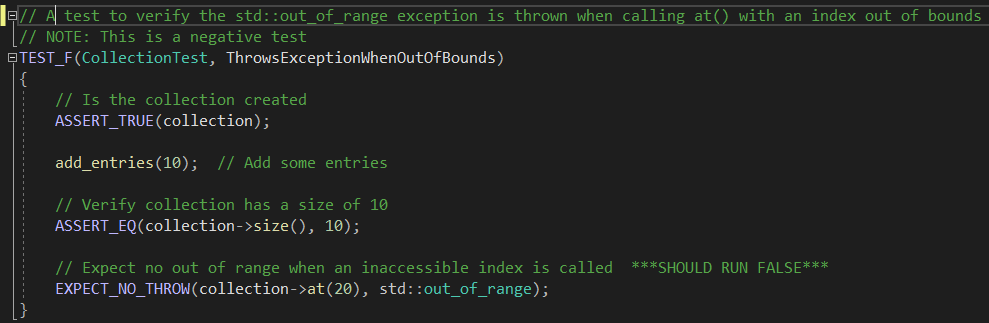 // A test to verify the std::out_of_range exception is thrown when calling at() with an index out of bounds
// NOTE: This is a negative test
TEST_F(CollectionTest, ThrowsExceptionWhenOutOfBounds)
{
    // Is the collection created
    ASSERT_TRUE(collection);

    add_entries(10);  // Add some entries

    // Verify collection has a size of 10
    ASSERT_EQ(collection->size(), 10);

    // Expect no out of range when an inaccessible index is called  ***SHOULD RUN FALSE***
    EXPECT_NO_THROW(collection->at(20), std::out_of_range);
}